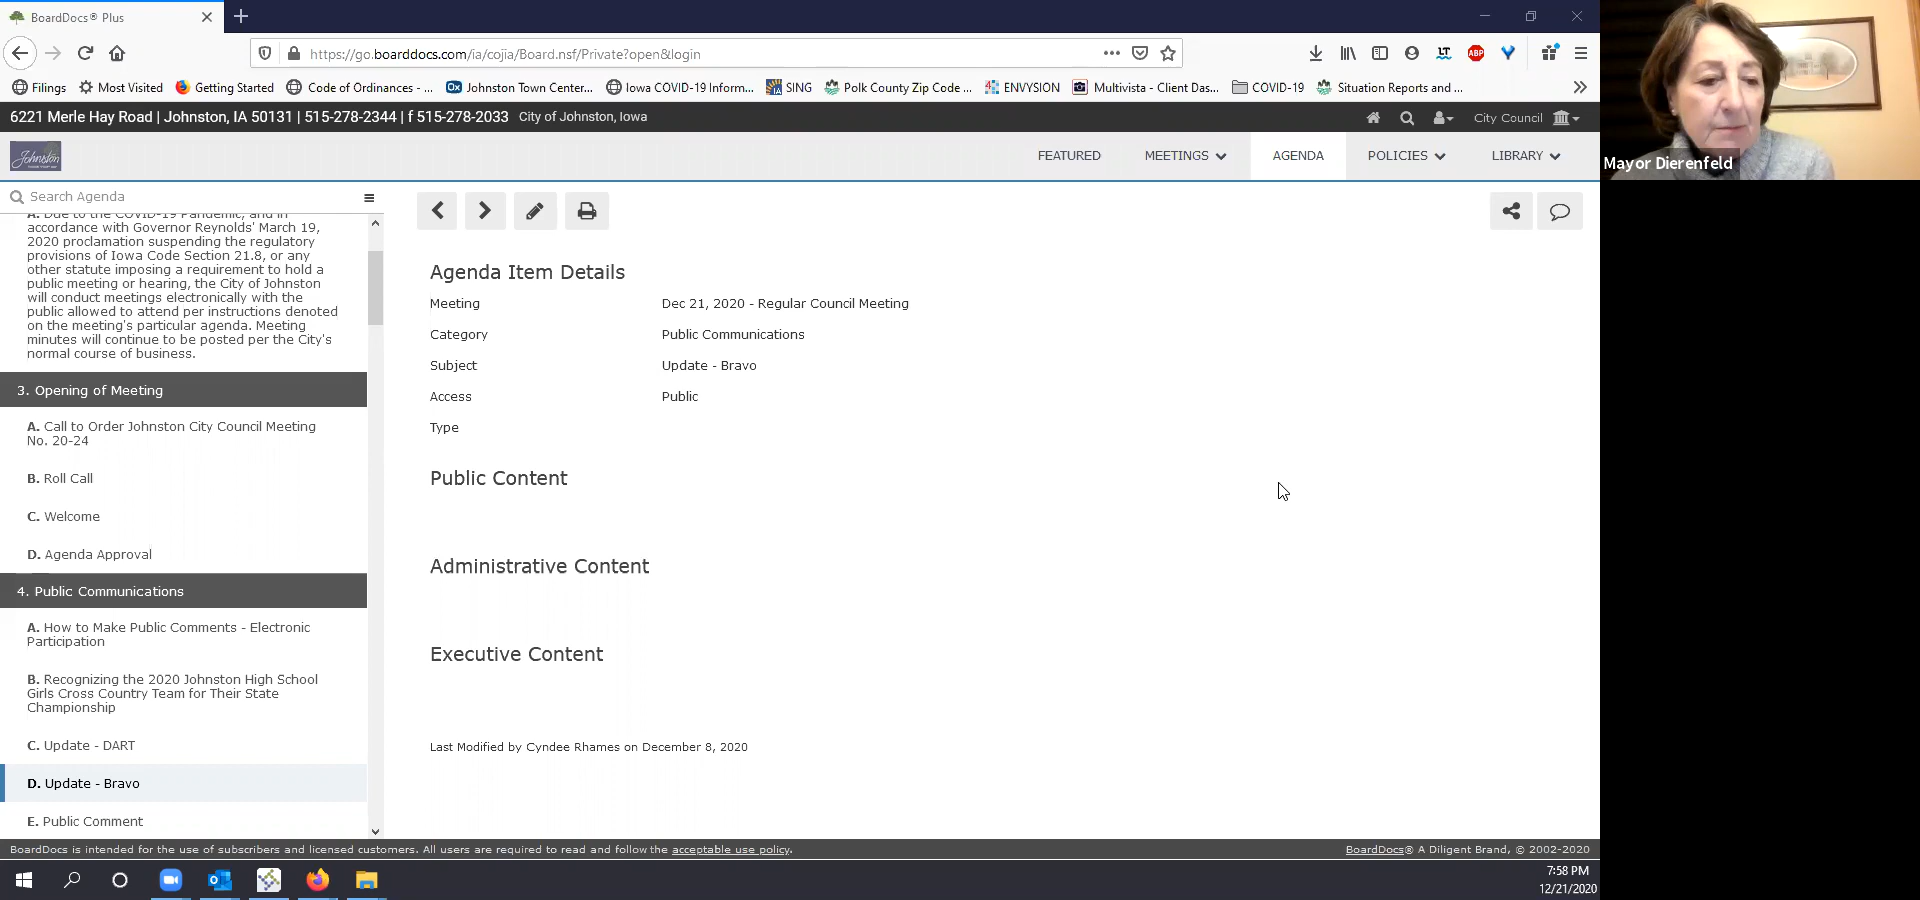 BoardDocs® Plus
https://go.boarddocs.com/ia/cojia/Board.nsf/Private?open&login
LT
ABP
Filings
Most Visited
Getting Started
Code of Ordinances - ...
Johnston Town Center...
Iowa COVID-19 Inform...
SING
Polk County Zip Code ...
ENVYSION
Multivista - Client Das...
COVID-19
Situation Reports and ...
6221 Merle Hay Road | Johnston, IA 50131 | 515-278-2344 | f 515-278-2033
City of Johnston, Iowa
City Council
Johnston
FEATURED
MEETINGS
AGENDA
POLICIES
LIBRARY
Mayor Dierenfeld
Search Agenda
A. Due to the COVID-19 Pandemic, and in
accordance with Governor Reynolds' March 19,
2020 proclamation suspending the regulatory
provisions of Iowa Code Section 21.8, or any
other statute imposing a requirement to hold a
public meeting or hearing, the City of Johnston
will conduct meetings electronically with the
public allowed to attend per instructions denoted
on the meeting's particular agenda. Meeting
minutes will continue to be posted per the City's
normal course of business.
3. Opening of Meeting
A. Call to Order Johnston City Council Meeting
No. 20-24
B. Roll Call
C. Welcome
D. Agenda Approval
4. Public Communications
A. How to Make Public Comments - Electronic
Participation
B. Recognizing the 2020 Johnston High School
Girls Cross Country Team for Their State
Championship
C. Update - DART
D. Update - Bravo
E. Public Comment
Agenda Item Details
Meeting
Dec 21, 2020 - Regular Council Meeting
Category
Public Communications
Subject
Update - Bravo
Access
Public
Type
Public Content
Administrative Content
Executive Content
Last Modified by Cyndee Rhames on December 8, 2020
BoardDocs is intended for the use of subscribers and licensed customers. All users are required to read and follow the acceptable use policy.
BoardDocs® A Diligent Brand, © 2002-2020
7:58 PM
12/21/2020